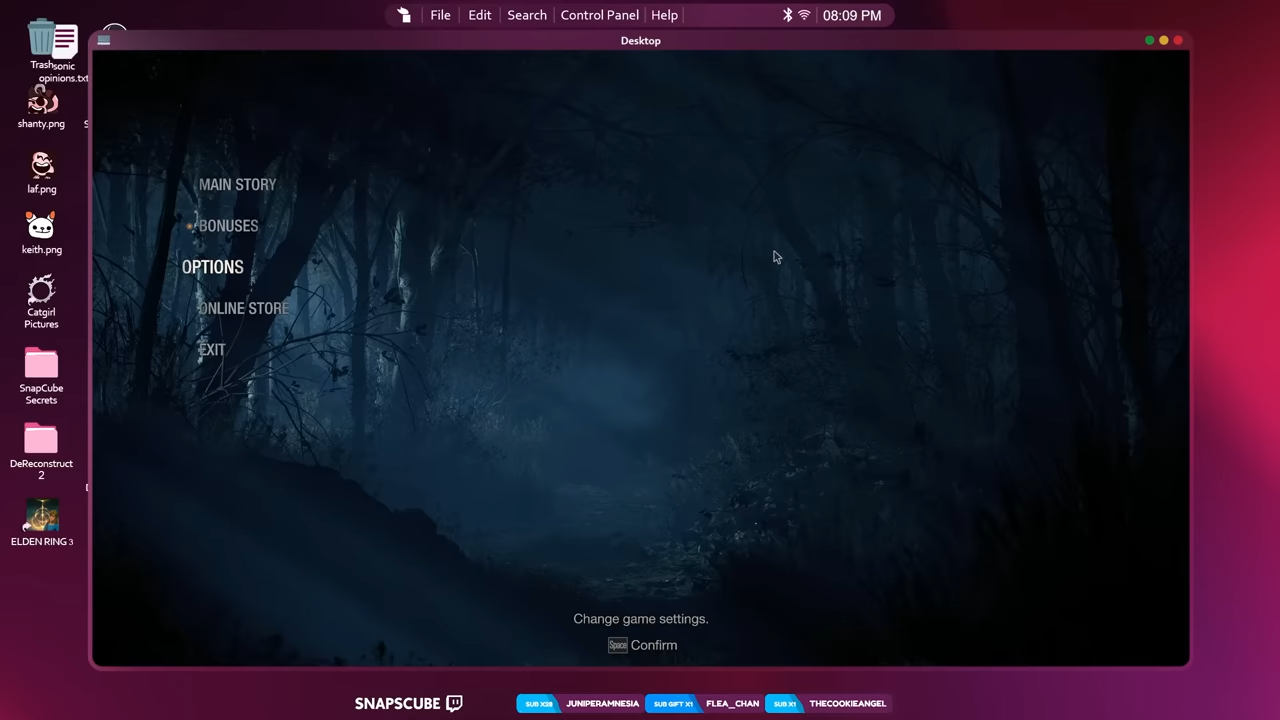 File Edit Search Control Panel Help 08:09 PM
Desktop
Trash
sonic
opinions.txt
shanty.png
S
laf.png
keith.png
Catgirl
Pictures
SnapCube
Secrets
DeReconstruct
2
ELDEN RING 3
MAIN STORY
BONUSES
OPTIONS
ONLINE STORE
EXIT
Change game settings.
Space Confirm
SNAPSCUBE
SUB X28 JUNIPERAMNESIA SUB GIFT X1 FLEA_CHAN SUB X1 THECOOKIEANGEL